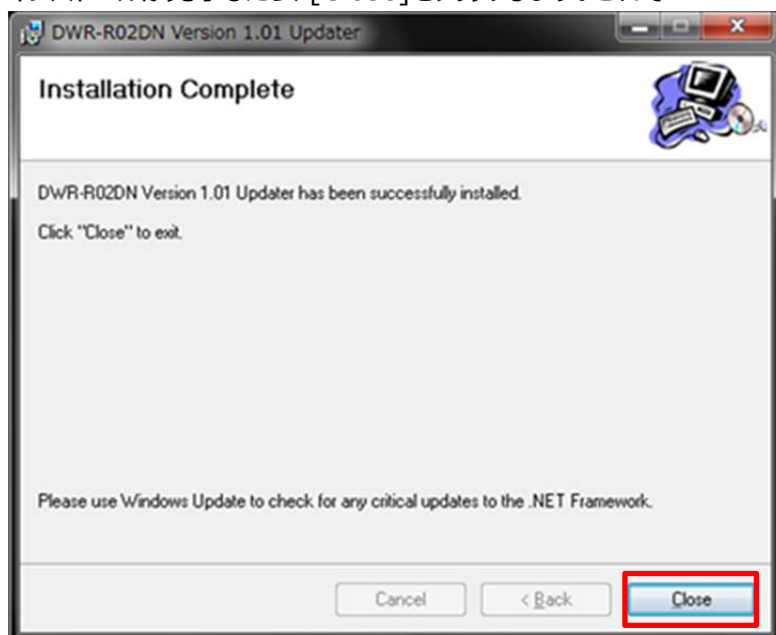 DWR-R02DN Version 1.01 Updater
Installation Complete
DWR-R02DN Version 1.01 Updater has been successfully installed.
Click "Close" to exit.
Please use Windows Update to check for any critical updates to the .NET Framework.
Cancel
< Back
Close